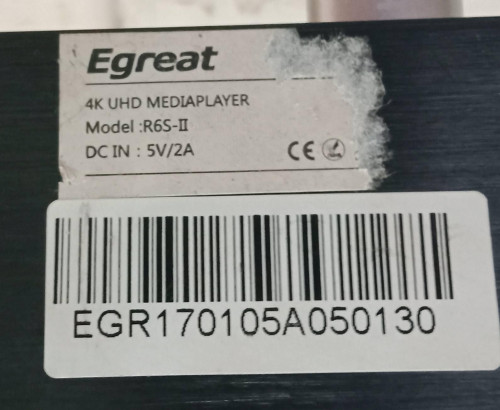 Egreat
4K UHD MEDIAPLAYER
Model :R6S-II
DC IN : 5V/2A
CE
EGR170105A050130